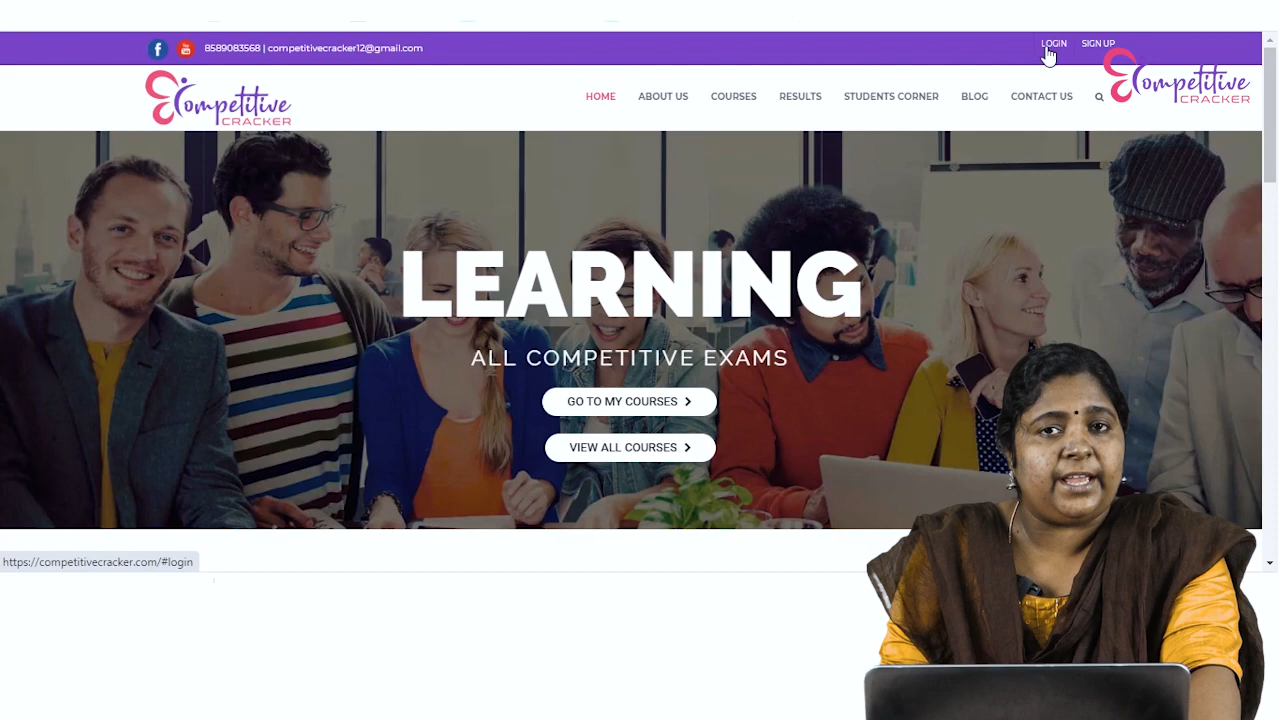 8589083568 | competitivecracker12@gmail.com
LOGIN SIGN UP
Competitive
CRACKER
HOME ABOUT US COURSES RESULTS STUDENTS CORNER BLOG CONTACT US
Competitive
CRACKER
LEARNING
ALL COMPETITIVE EXAMS
GO TO MY COURSES
VIEW ALL COURSES
https://competitivecracker.com/#login